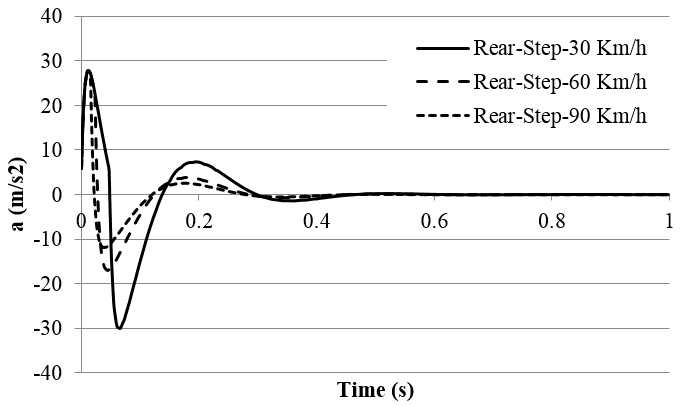 40
30
20
10
0
-10
-20
-30
-40
a (m/s2)
Rear-Step-30 Km/h
Rear-Step-60 Km/h
Rear-Step-90 Km/h
0 0.2 0.4 0.6 0.8 1
Time (s)